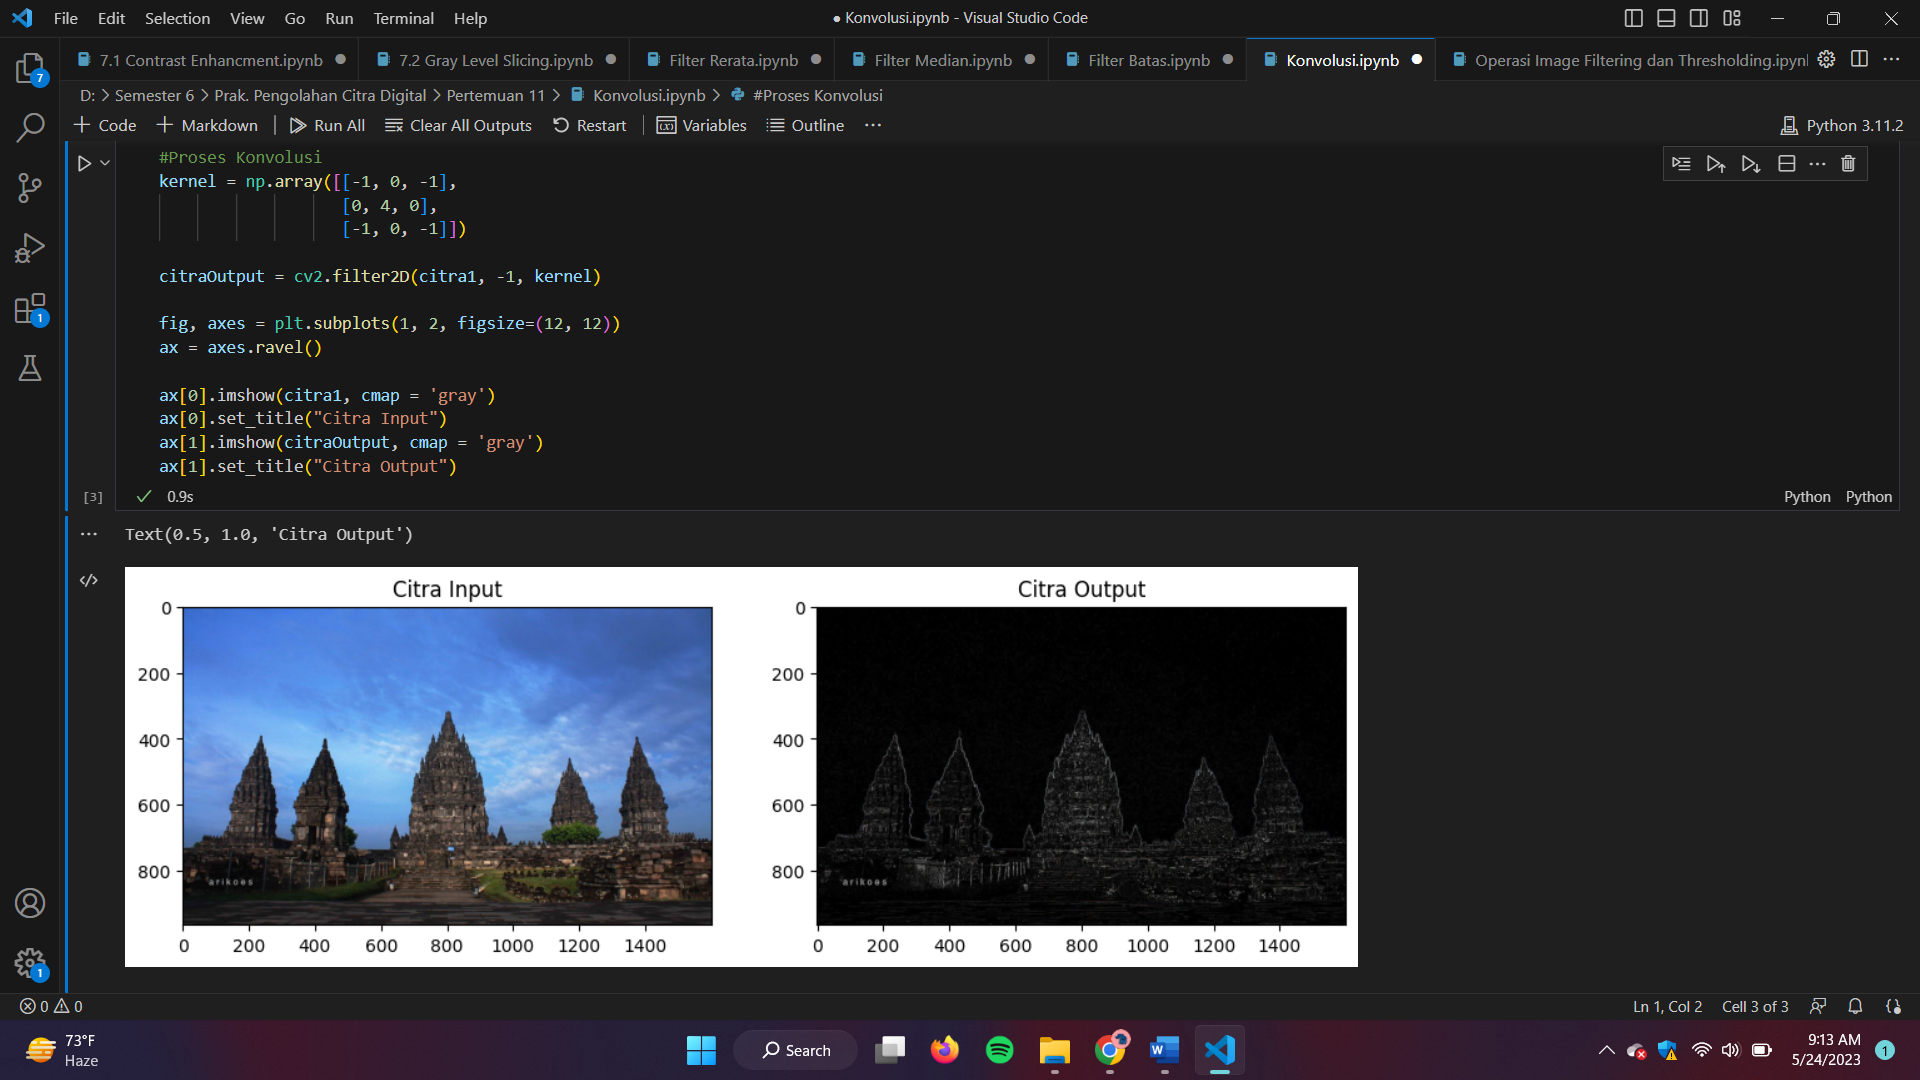 File Edit Selection View Go Run Terminal Help
● Konvolusi.ipynb - Visual Studio Code
7.1 Contrast Enhancment.ipynb 7.2 Gray Level Slicing.ipynb Filter Rerata.ipynb Filter Median.ipynb Filter Batas.ipynb Konvolusi.ipynb Operasi Image Filtering dan Thresholding.ipynl
7
D: > Semester 6 > Prak. Pengolahan Citra Digital > Pertemuan 11 > Konvolusi.ipynb > #Proses Konvolusi
+ Code + Markdown | Run All Clear All Outputs Restart | Variables Outline ···
Python 3.11.2
#Proses Konvolusi
kernel = np.array([[-1, 0, -1],
[0, 4, 0],
[-1, 0, -1]])
citraOutput = cv2.filter2D(citra1, -1, kernel)
fig, axes = plt.subplots(1, 2, figsize=(12, 12))
ax = axes.ravel()
ax[0].imshow(citra1, cmap = 'gray')
ax[0].set_title("Citra Input")
ax[1].imshow(citraOutput, cmap = 'gray')
ax[1].set_title("Citra Output")
1
[3] 0.9s
Python Python
Text(0.5, 1.0, 'Citra Output')
Citra Input
0
200
400
600
800
arikoes
0 200 400 600 800 1000 1200 1400
Citra Output
0
200
400
600
800
arikoes
0 200 400 600 800 1000 1200 1400
1
0 0
Ln 1, Col 2 Cell 3 of 3
73°F
Haze
Search
9:13 AM
5/24/2023
1